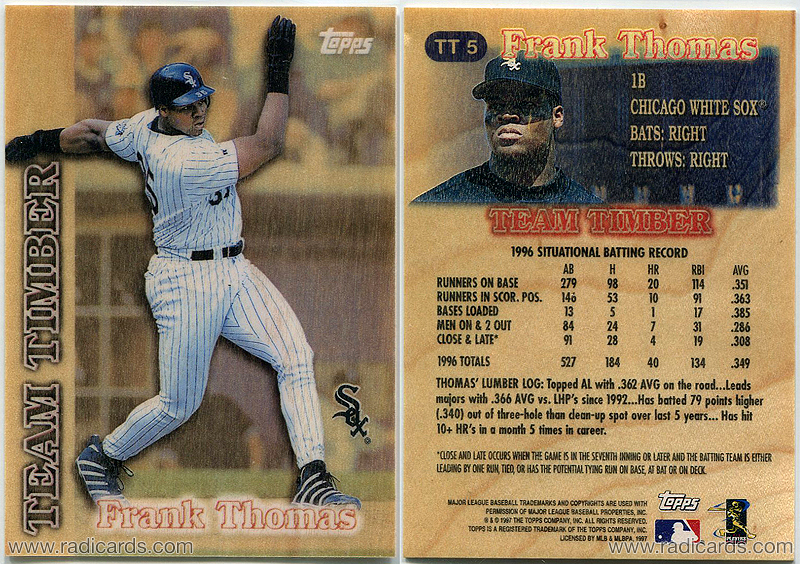 Topps
Sox
35
TEAM TIMBER
Sox
Frank Thomas
www.radicards.com
TT 5
Frank Thomas
Sox
1B
CHICAGO WHITE SOX®
BATS: RIGHT
THROWS: RIGHT
TEAM TIMBER
1996 SITUATIONAL BATTING RECORD
AB H HR RBI AVG
RUNNERS ON BASE 279 98 20 114 .351
RUNNERS IN SCOR. POS. 146 53 10 91 .363
BASES LOADED 13 5 1 17 .385
MEN ON & 2 OUT 84 24 7 31 .286
CLOSE & LATE* 91 28 4 19 .308
1996 TOTALS 527 184 40 134 .349
THOMAS' LUMBER LOG: Topped AL with .362 AVG on the road...Leads
majors with .366 AVG vs. LHP's since 1992...Has batted 79 points higher
(.340) out of three-hole than clean-up spot over last 5 years... Has hit
10+ HR's in a month 5 times in career.
*CLOSE AND LATE OCCURS WHEN THE GAME IS IN THE SEVENTH INNING OR LATER AND THE BATTING TEAM IS EITHER
LEADING BY ONE RUN, TIED, OR HAS THE POTENTIAL TYING RUN ON BASE, AT BAT OR ON DECK.
MAJOR LEAGUE BASEBALL TRADEMARKS AND COPYRIGHTS ARE USED WITH
PERMISSION OF MAJOR LEAGUE BASEBALL PROPERTIES, INC.
® & © 1997 THE TOPPS COMPANY, INC. ALL RIGHTS RESERVED.
TOPPS IS A REGISTERED TRADEMARK OF THE TOPPS COMPANY, INC.
LICENSED BY MLB & MLBPA, 1997
Topps
www.radicards.com